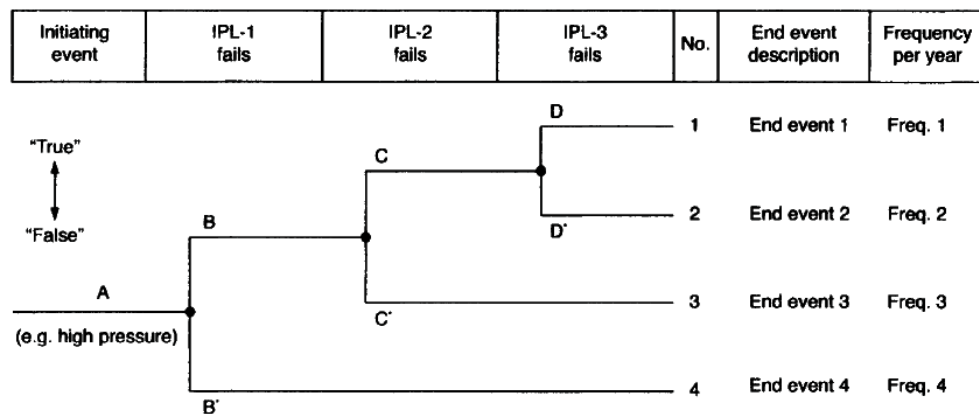 Initiating event
IPL-1 fails
IPL-2 fails
IPL-3 fails
No.
End event description
Frequency per year
D
1 End event 1 Freq. 1
"True"
C
2 End event 2 Freq. 2
D*
B
"False"
A
3 End event 3 Freq. 3
C*
(e.g. high pressure)
4 End event 4 Freq. 4
B*